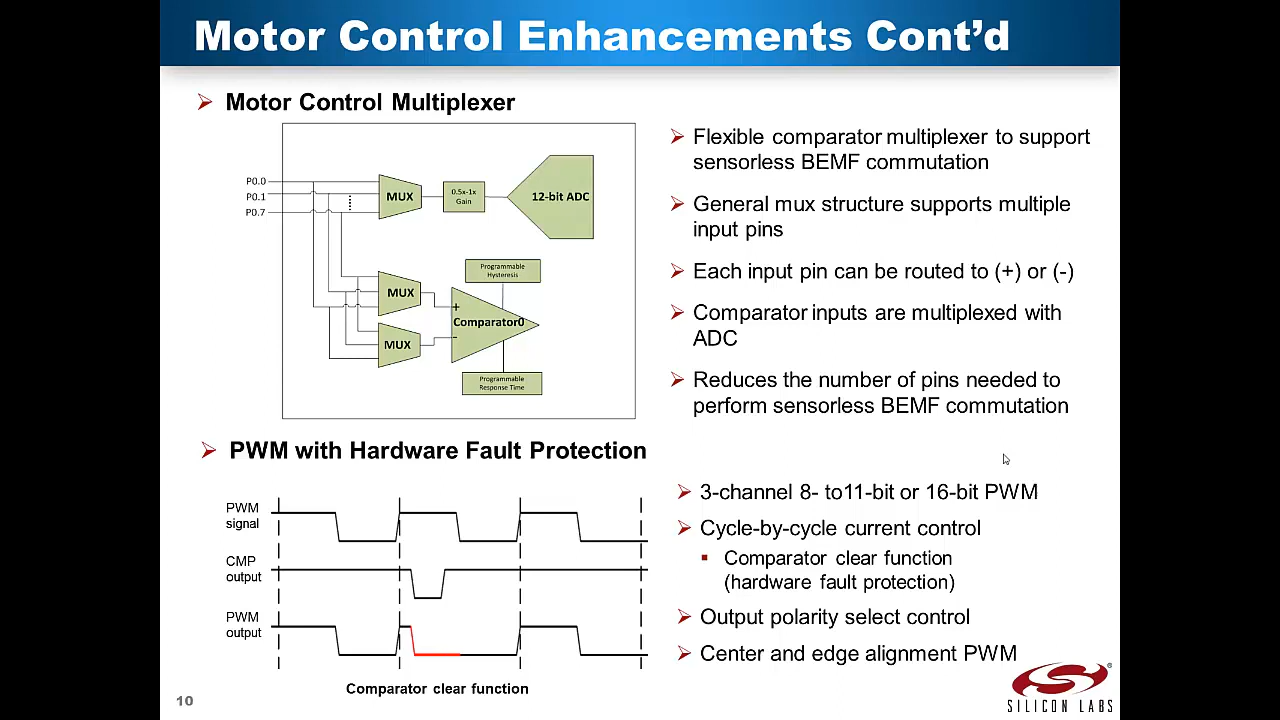 Motor Control Enhancements Cont’d
Motor Control Multiplexer
P0.0
P0.1
P0.7
MUX
0.5x-1x
Gain
12-bit ADC
MUX
MUX
Programmable
Hysteresis
+
Comparator0
-
Programmable
Response Time
Flexible comparator multiplexer to support
sensorless BEMF commutation
General mux structure supports multiple
input pins
Each input pin can be routed to (+) or (-)
Comparator inputs are multiplexed with
ADC
Reduces the number of pins needed to
perform sensorless BEMF commutation
PWM with Hardware Fault Protection
PWM
signal
CMP
output
PWM
output
Comparator clear function
3-channel 8- to11-bit or 16-bit PWM
Cycle-by-cycle current control
Comparator clear function
(hardware fault protection)
Output polarity select control
Center and edge alignment PWM
10
®
SILICON LABS